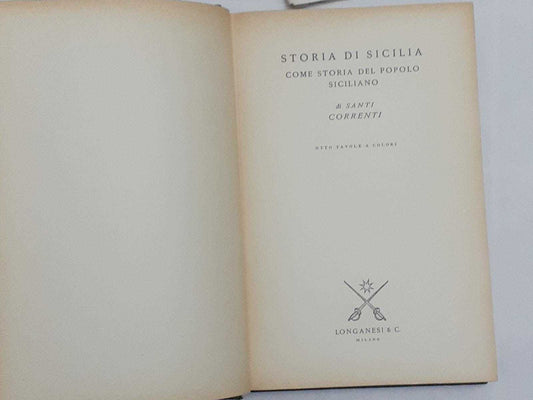 STORIA DI SICILIA
COME STORIA DEL POPOLO
SICILIANO
di SANTI
CORRENTI
OTTO TAVOLE A COLORI
LONGANESI & C.
MILANO